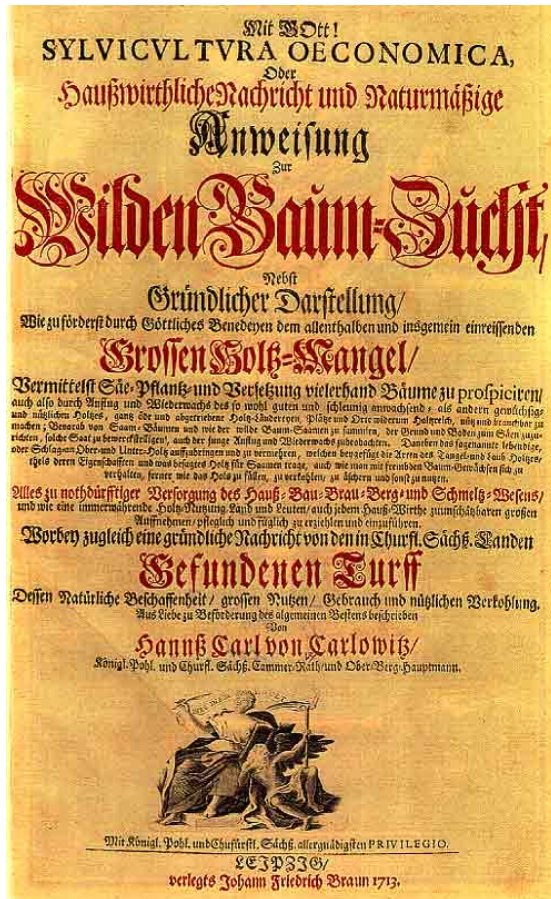 Mit GOtt!
SYLVICVLTVRA OECONOMICA,
Oder
Haußwirthliche Nachricht und Naturmäßige
Anweisung
Zur
Wilden Baum-Zucht/
Nebst
Gründlicher Darstellung/
Wie zu förderst durch Göttliches Benedeyen dem allenthalben und insgemein einreissenden
Grossen Holtz-Mangel/
Vermittelst Säe-Pflantz-und Versetzung vielerhand Bäume zu prospiciren/
auch also durch Anflug und Wiederwachs des so wohl guten und schleunig anwachsend- als andern gewüchsig-
und nützlichen Holtzes, gantz öde und abgetriebene Holtz-Ländereyen, Plätze und Orte wiederum Holtzreich, nütz und brauchbar zu
machen; Bevorab von Saam-Bäumen und wie der wilde Baum-Saamen zu sammlen, der Grund und Boden zum Säen zuzu-
richten, solche Saat zu bewerckstelligen, auch der junge Anflug und Wiederwachs zu beobachten. Daneben das sogenannte lebendige,
oder Schlag-an Ober-und Unter-Holtz aufzubringen und zu vermehren, welchen beygefügt die Arten des Tangel-und Laub-Holtzes,
theils deren Eigenschafften und was besagtes Holtz für Saamen trage, auch wie man mit frembden Baum-Gewächsen sich zu
verhalten, ferner wie das Holtz zu fällen, zu verkohlen, zu äschern und sonst zu nutzen.
Alles zu nothdürfftiger Versorgung des Hauß-Bau-Brau-Berg-und Schmeltz-Wesens/
und wie eine immerwährende Holtz-Nutzung, Land und Leuten, auch jedem Hauß-Wirthe zu unschätzbaren großen
Auffnehmen/pfleglich und füglich zu erziehlen und einzuführen.
Worbey zugleich eine gründliche Nachricht von den in Churfl. Sächß. Landen
Gefundenen Turff
Dessen Natürliche Beschaffenheit/ grossen Nutzen/ Gebrauch und nützlichen Verkohlung.
Aus Liebe zu Beförderung des algemeinen Bestens beschrieben
Von
Hannß Carl von Carlowitz/
Königl. Pohl. und Churfl. Sächß. Cammer-Rath/und Ober-Berg-Hauptmann.
Mit Königl. Pohl. und Churfürstl. Sächß. allergnädigsten PRIVILEGIO.
LEIPZIG/
verlegts Johann Friedrich Braun 1713.